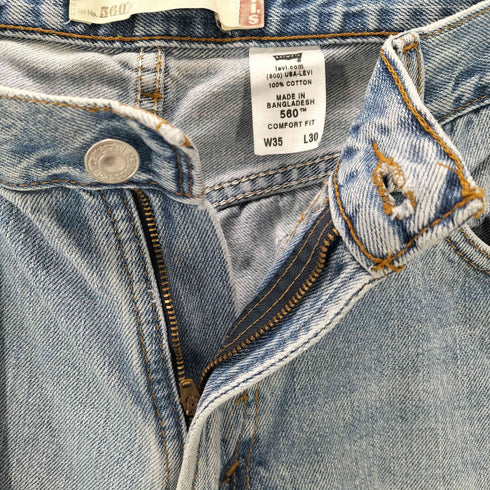 560
levi.com
(800) USA-LEVI
100% COTTON
MADE IN
BANGLADESH
560™
COMFORT FIT
W35 L30